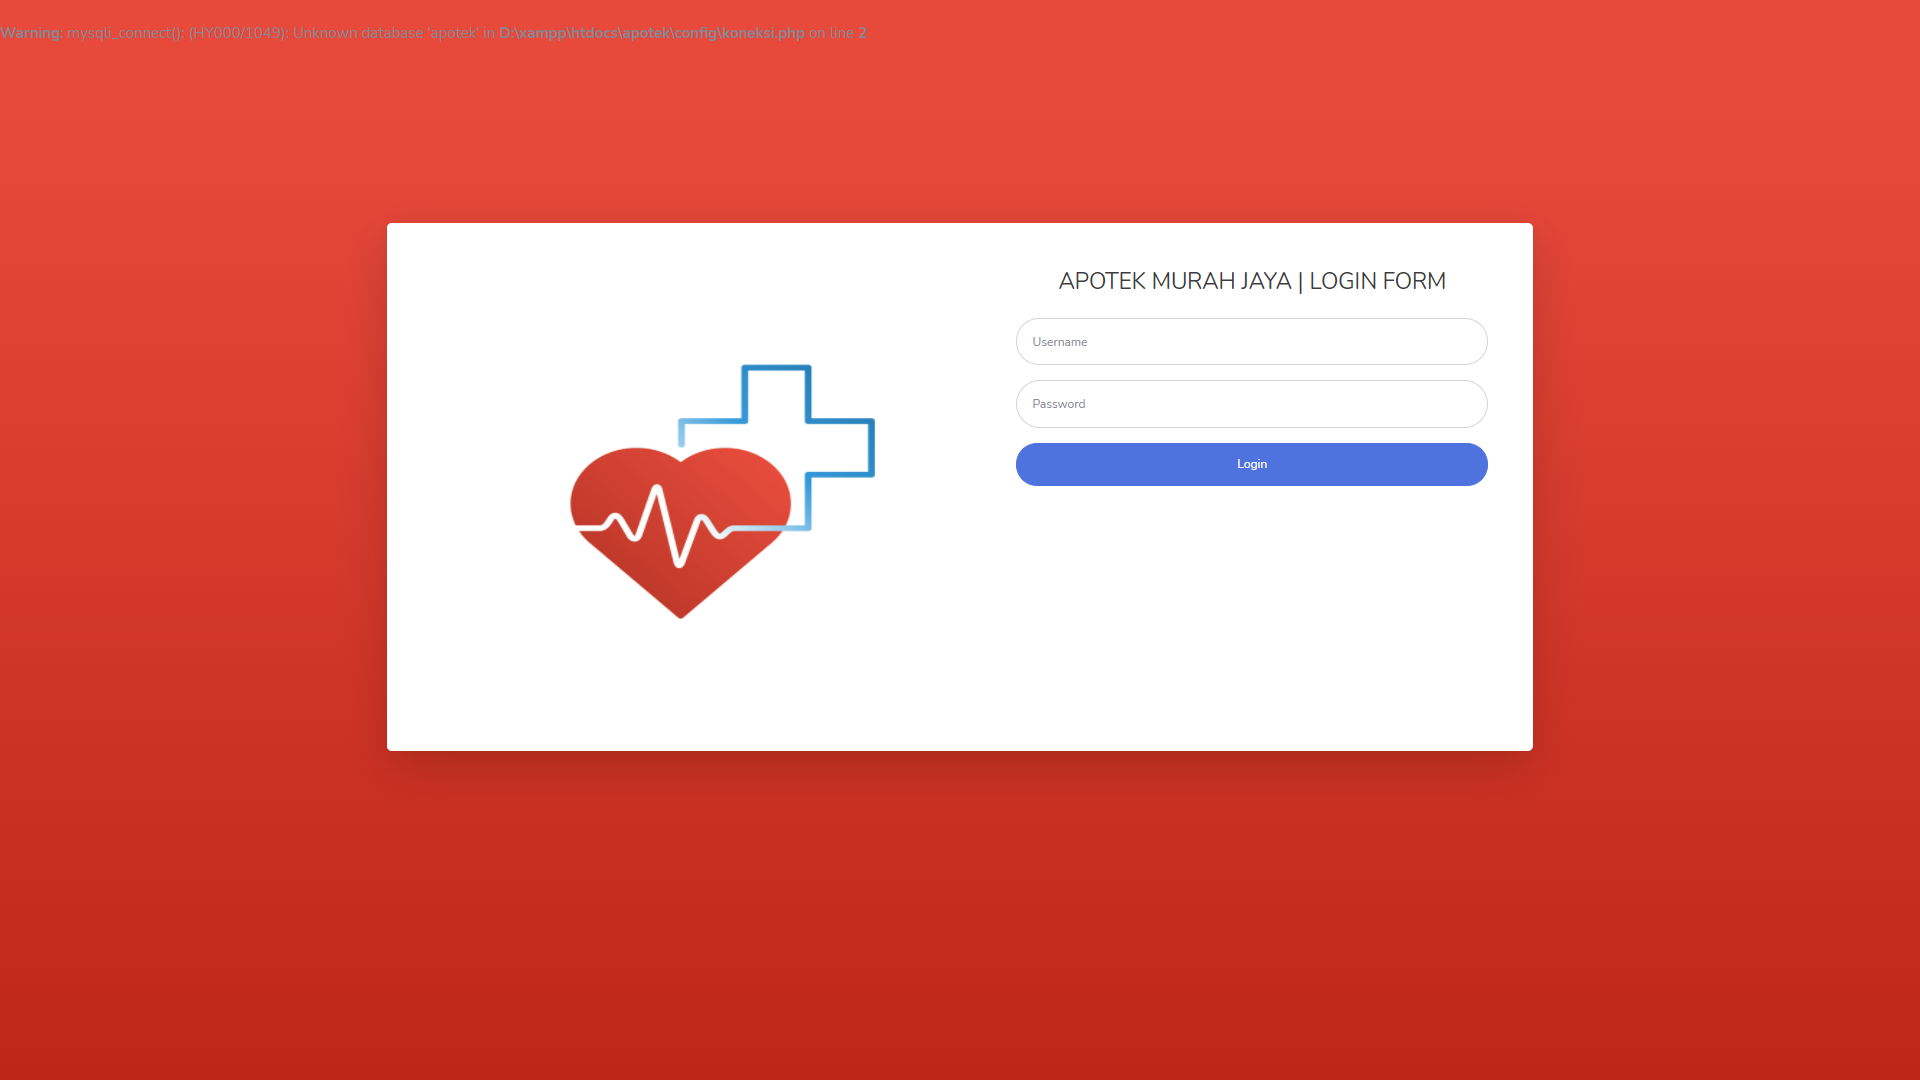 Warning: mysqli_connect(): (HY000/1049): Unknown database 'apotek' in D:\xampp\htdocs\apotek\config\koneksi.php on line 2
APOTEK MURAH JAYA | LOGIN FORM
Username
Password
Login